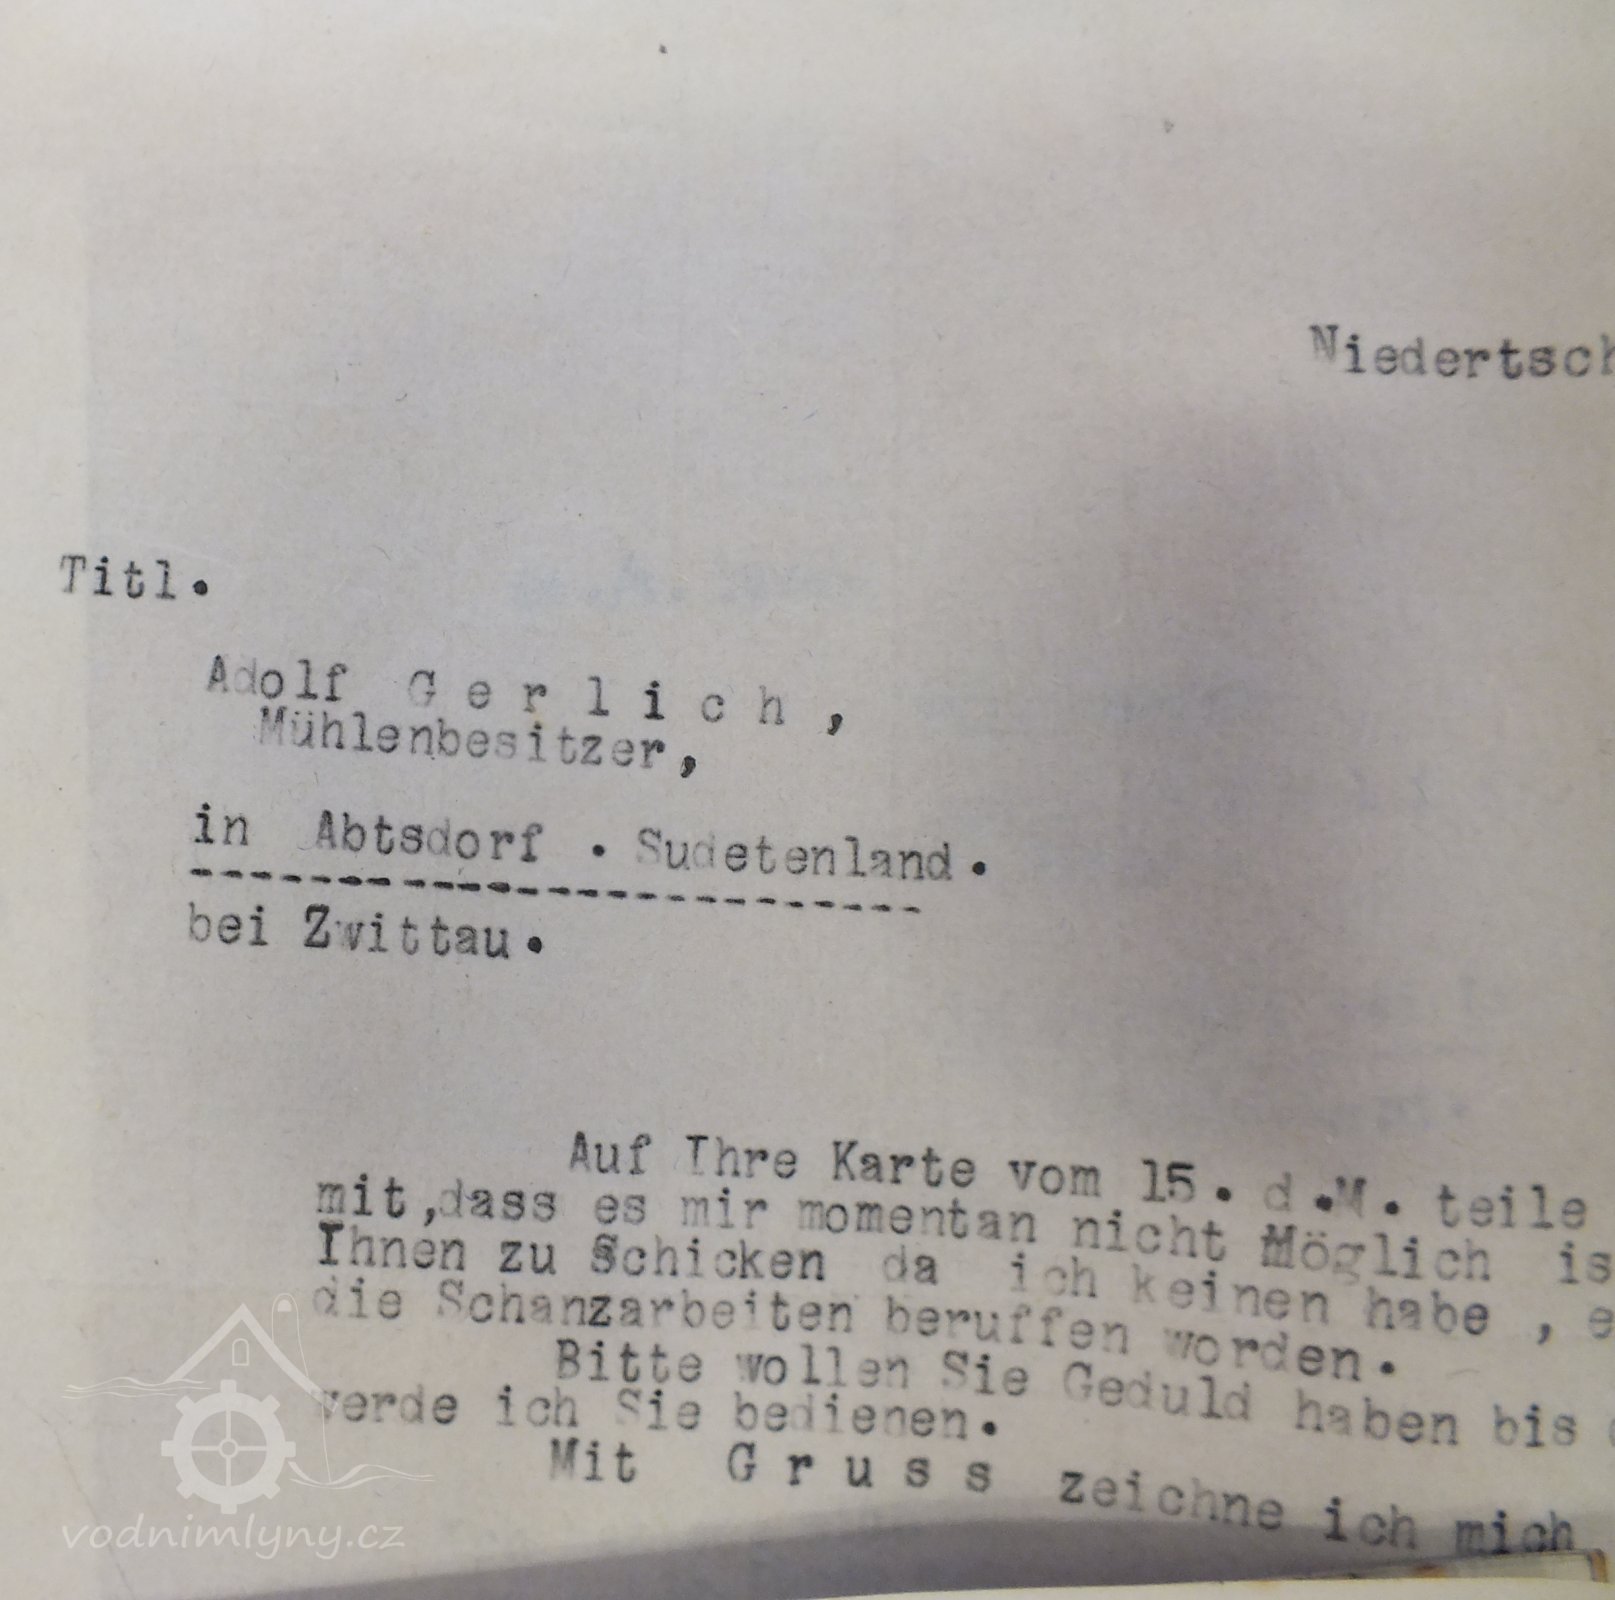 Niedertsch
Titl.
Adolf G e r l i c h ,
Mühlenbesitzer,
in Abtsdorf . Sudetenland.
bei Zwittau.
Auf Ihre Karte vom 15. d.M. teile
mit,dass es mir momentan nicht Möglich is
Ihnen zu Schicken da ich keinen habe , e
die Schanzarbeiten beruffen worden.
Bitte wollen Sie Geduld haben bis
werde ich Sie bedienen.
Mit G r u s s zeichne ich mich
vodnimlyny.cz